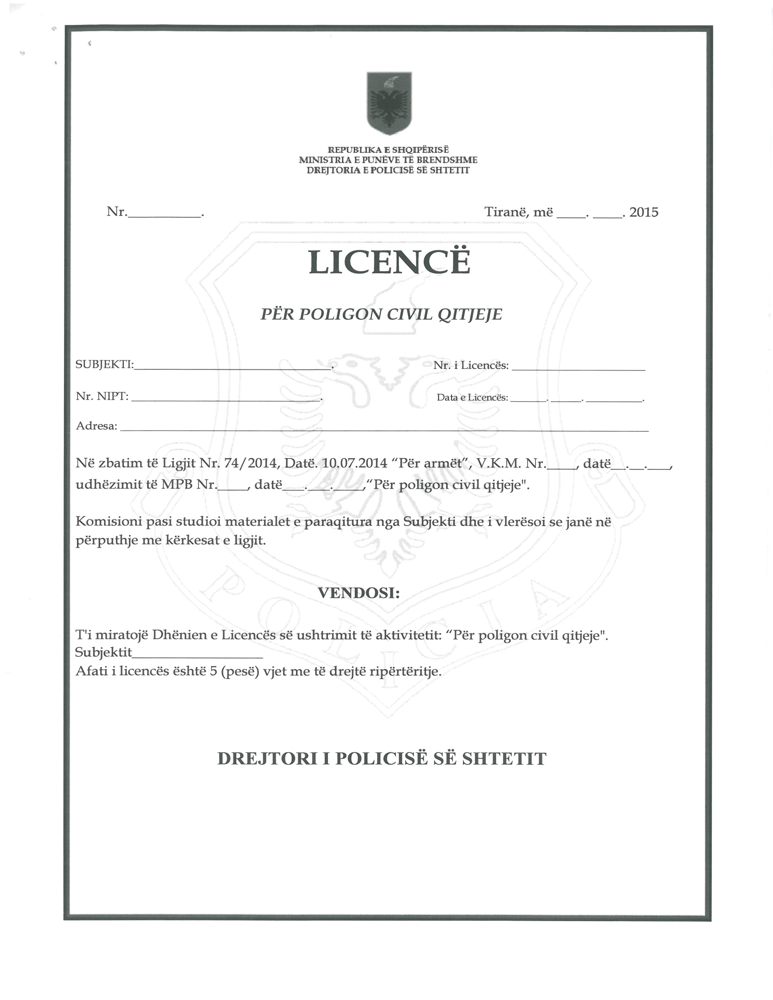 REPUBLIKA E SHQIPËRISË
MINISTRIA E PUNËVE TË BRENDSHME
DREJTORIA E POLICISË SË SHTETIT
Nr.__________. Tiranë, më ____. ____. 2015
LICENCË
PËR POLIGON CIVIL QITJEJE
SUBJEKTI:______________________________. Nr. i Licencës: ____________________
Nr. NIPT: ____________________________. Data e Licencës: ______. _____. _________.
Adresa: ________________________________________________________________
Në zbatim të Ligjit Nr. 74/2014, Datë. 10.07.2014 “Për armët”, V.K.M. Nr.____, datë__.__.___,
udhëzimit të MPB Nr.____, datë___.___.____,“Për poligon civil qitjeje".
Komisioni pasi studioi materialet e paraqitura nga Subjekti dhe i vlerësoi se janë në
përputhje me kërkesat e ligjit.
VENDOSI:
T'i miratojë Dhënien e Licencës së ushtrimit të aktivitetit: “Për poligon civil qitjeje".
Subjektit__________________
Afati i licencës është 5 (pesë) vjet me të drejtë ripërtëritje.
POLICIA
DREJTORI I POLICISË SË SHTETIT